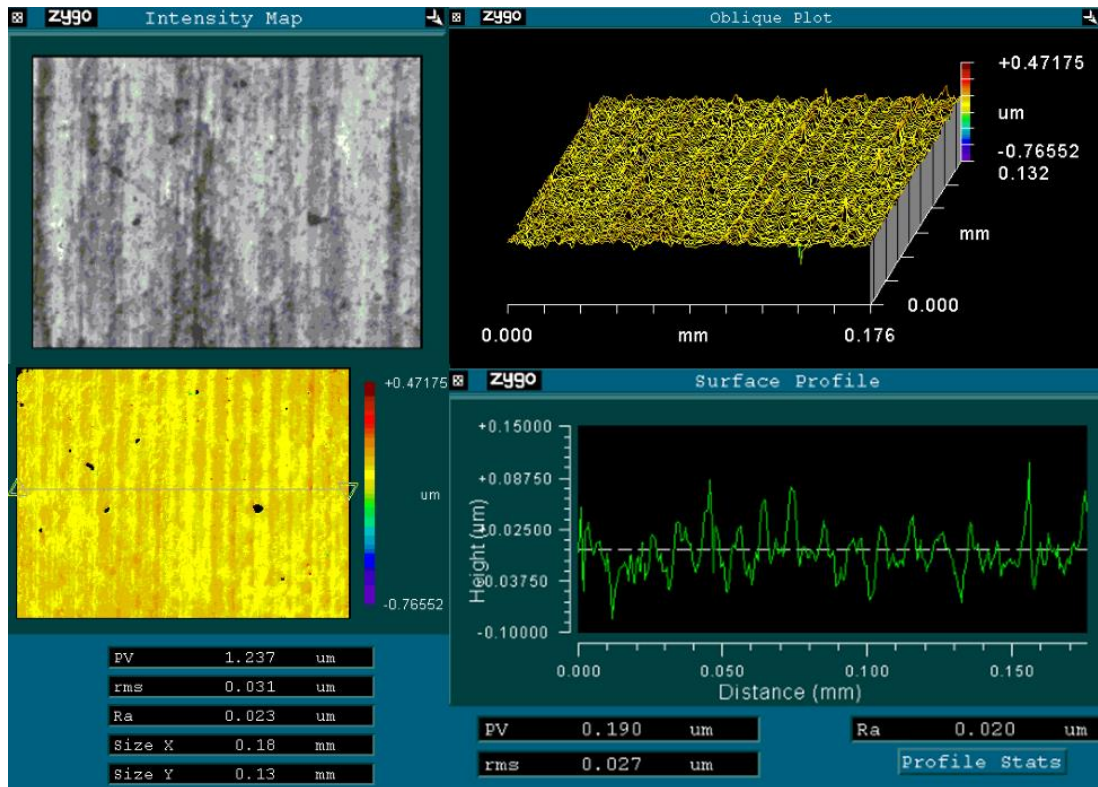 zygo Intensity Map
+0.47175
um
-0.76552
PV 1.237 um
rms 0.031 um
Ra 0.023 um
Size X 0.18 mm
Size Y 0.13 mm
zygo Oblique Plot
+0.47175
um
-0.76552
0.132
mm
0.000
0.000 mm 0.176
zygo Surface Profile
+0.15000
+0.08750
+0.02500
-0.03750
-0.10000
Height (um)
0.000 0.050 0.100 0.150
Distance (mm)
PV 0.190 um
rms 0.027 um
Ra 0.020 um
Profile Stats